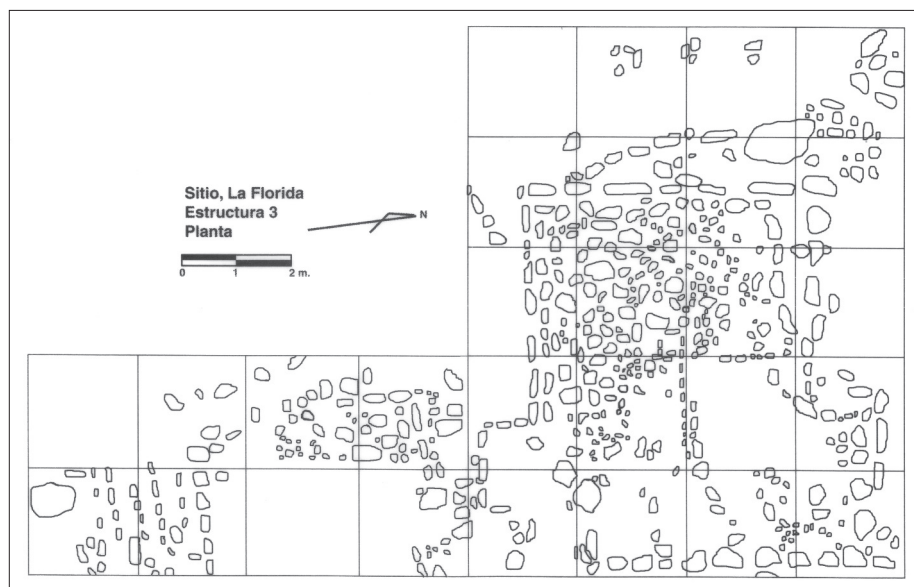 Sitio, La Florida
Estructura 3
Planta
N
0 1 2 m.